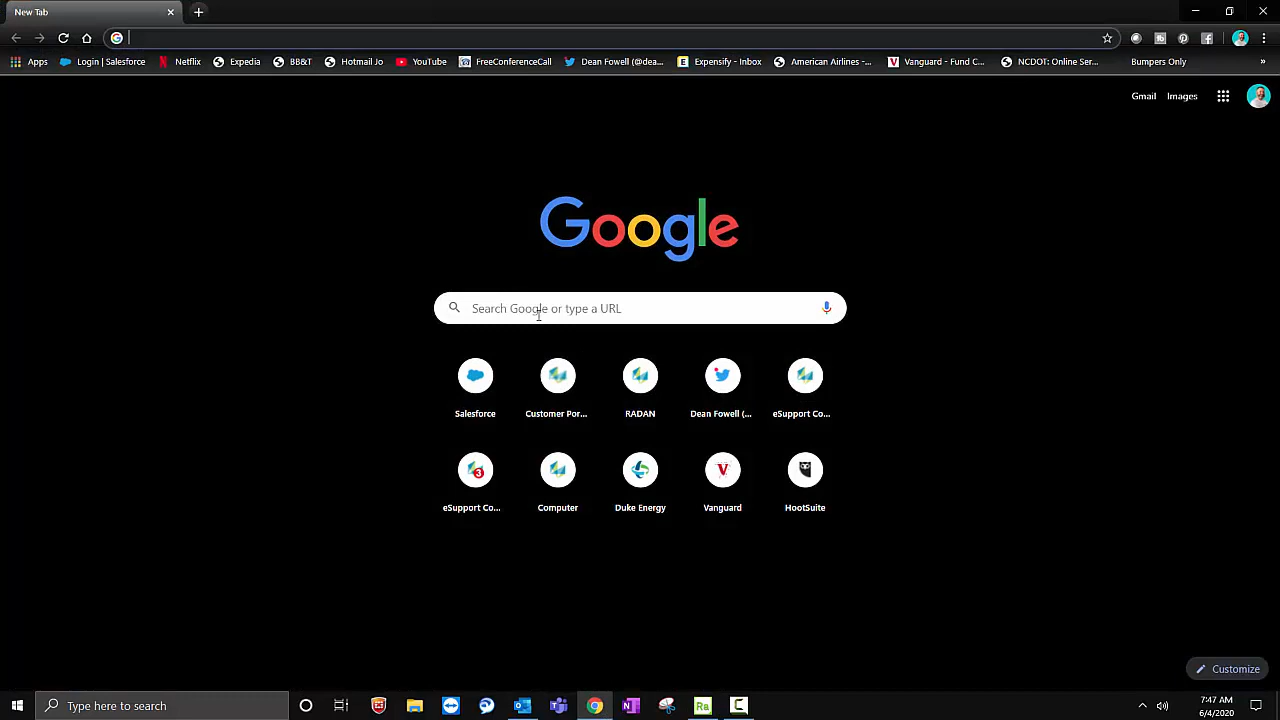 New Tab
Apps Login | Salesforce Netflix Expedia BB&T Hotmail Jo YouTube FreeConferenceCall Dean Fowell (@dea... Expensify - Inbox American Airlines -... Vanguard - Fund C... NCDOT: Online Ser... Bumpers Only »
Gmail Images
Google
Search Google or type a URL
Salesforce Customer Por... RADAN Dean Fowell (... eSupport Co...
3
eSupport Co... Computer Duke Energy Vanguard HootSuite
Customize
Type here to search
Ra
7:47 AM
6/4/2020